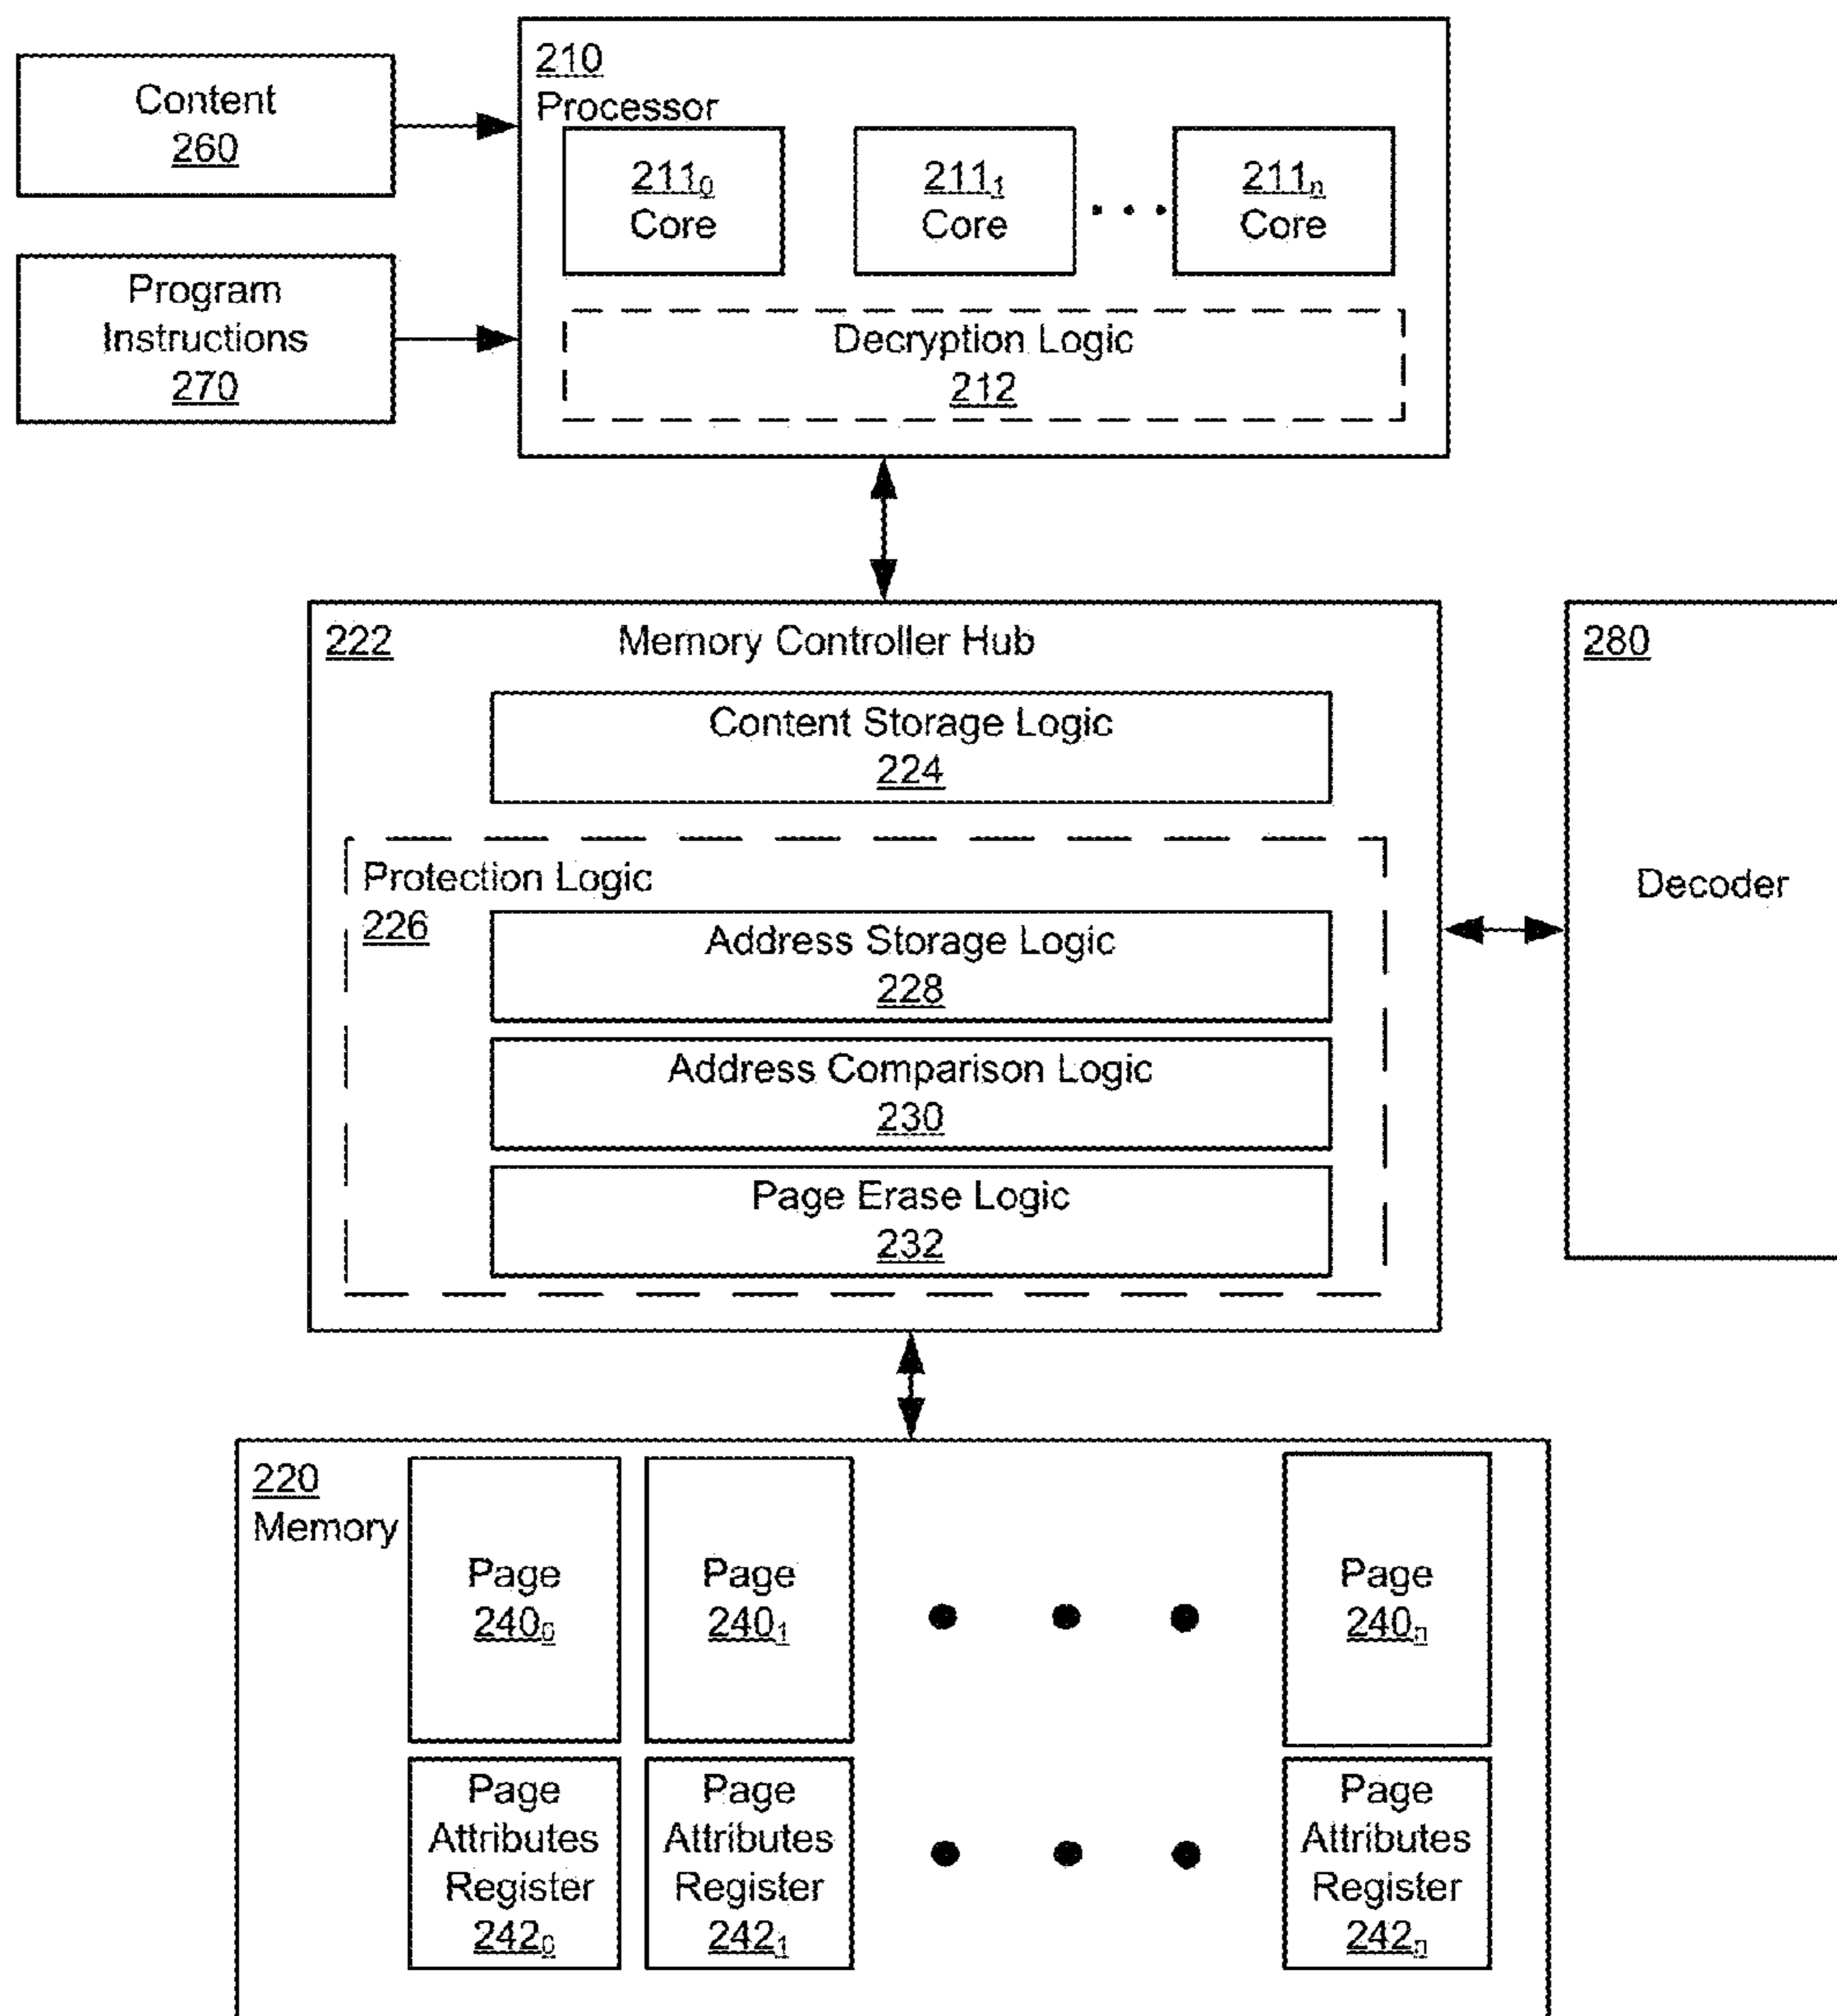 Content
260
Program
Instructions
270
210
Processor
211₀
Core
211₁
Core
211ₙ
Core
Decryption Logic
212
222
Memory Controller Hub
Content Storage Logic
224
Protection Logic
226
Address Storage Logic
228
Address Comparison Logic
230
Page Erase Logic
232
280
Decoder
220
Memory
Page
240₀
Page
240₁
Page
240ₙ
Page
Attributes
Register
242₀
Page
Attributes
Register
242₁
Page
Attributes
Register
242ₙ